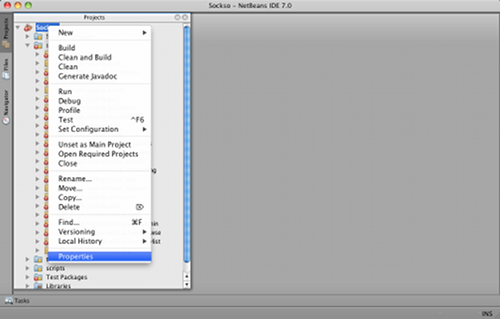 Sockso - NetBeans IDE 7.0
Projects
Projects
Files
Navigator
New
Build
Clean and Build
Clean
Generate Javadoc
Run
Debug
Profile
Test ^F6
Set Configuration
Unset as Main Project
Open Required Projects
Close
Rename...
Move...
Copy...
Delete
Find... ⌘F
Versioning
Local History
Properties
scripts
Test Packages
Libraries
Tasks
INS